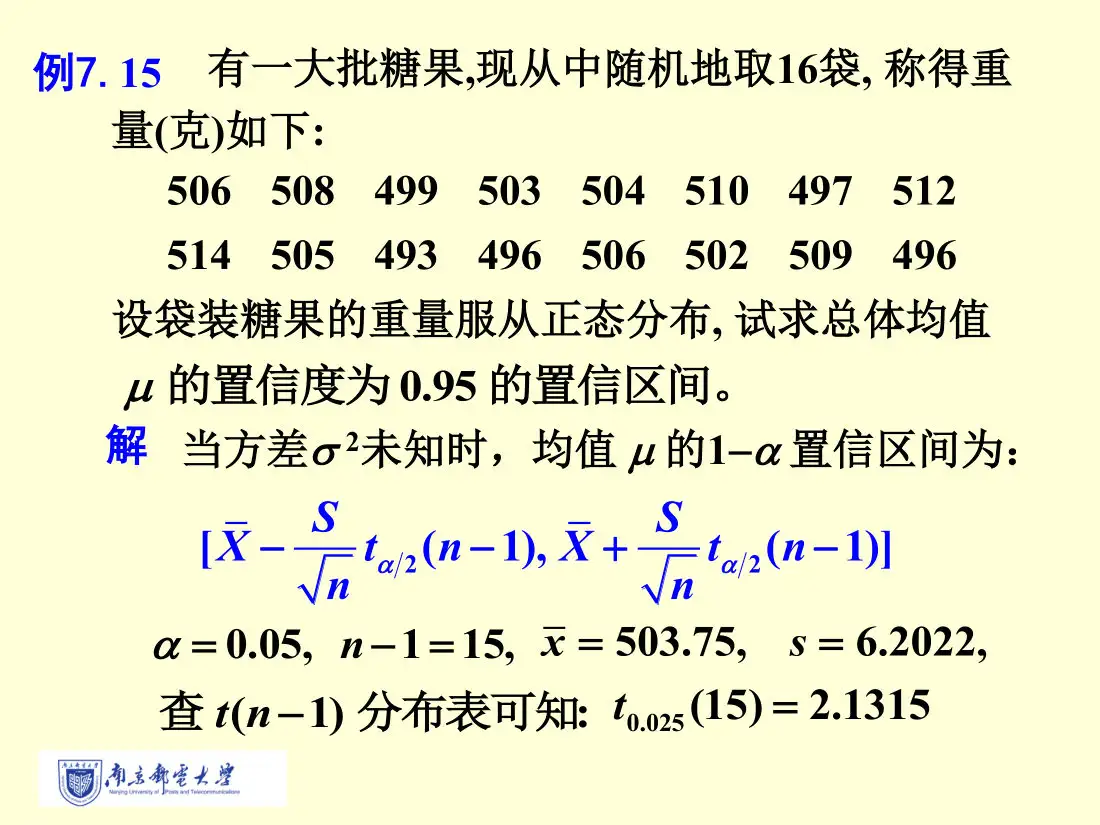 例7.15 有一大批糖果,现从中随机地取16袋, 称得重
量(克)如下:
506 508 499 503 504 510 497 512
514 505 493 496 506 502 509 496
设袋装糖果的重量服从正态分布, 试求总体均值
μ 的置信度为 0.95 的置信区间。
解 当方差σ²未知时，均值 μ 的1−α 置信区间为：
[X̅ − S/√n t_{α/2}(n−1), X̅ + S/√n t_{α/2}(n−1)]
α = 0.05, n−1=15, x̅ = 503.75, s = 6.2022,
查 t(n−1) 分布表可知: t_{0.025}(15) = 2.1315
南京邮电大学
Nanjing University of Posts and Telecommunications